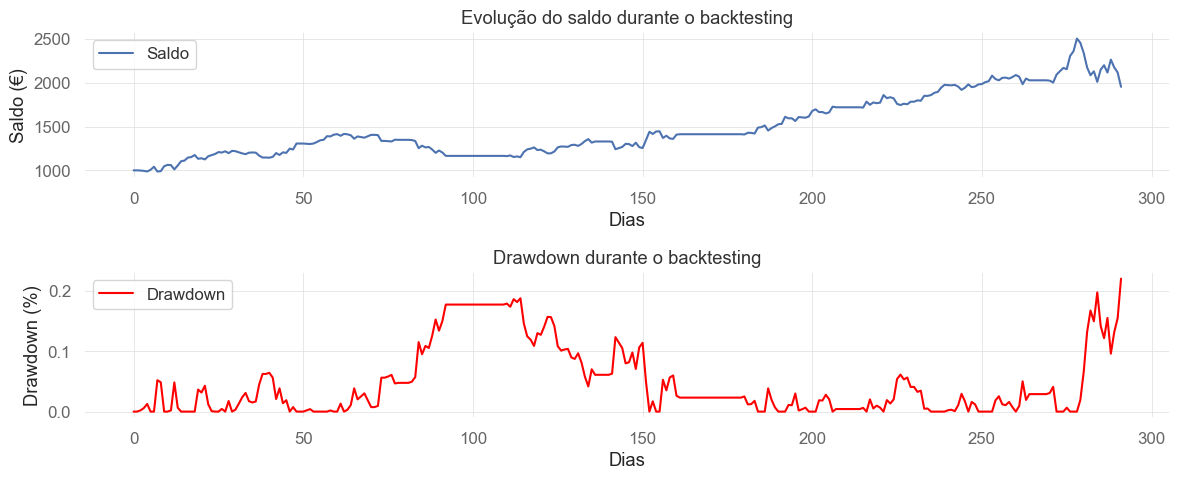 Evolução do saldo durante o backtesting
Saldo
Saldo (€)
2500
2000
1500
1000
0 50 100 150 200 250 300
Dias
Drawdown durante o backtesting
Drawdown
Drawdown (%)
0.2
0.1
0.0
0 50 100 150 200 250 300
Dias